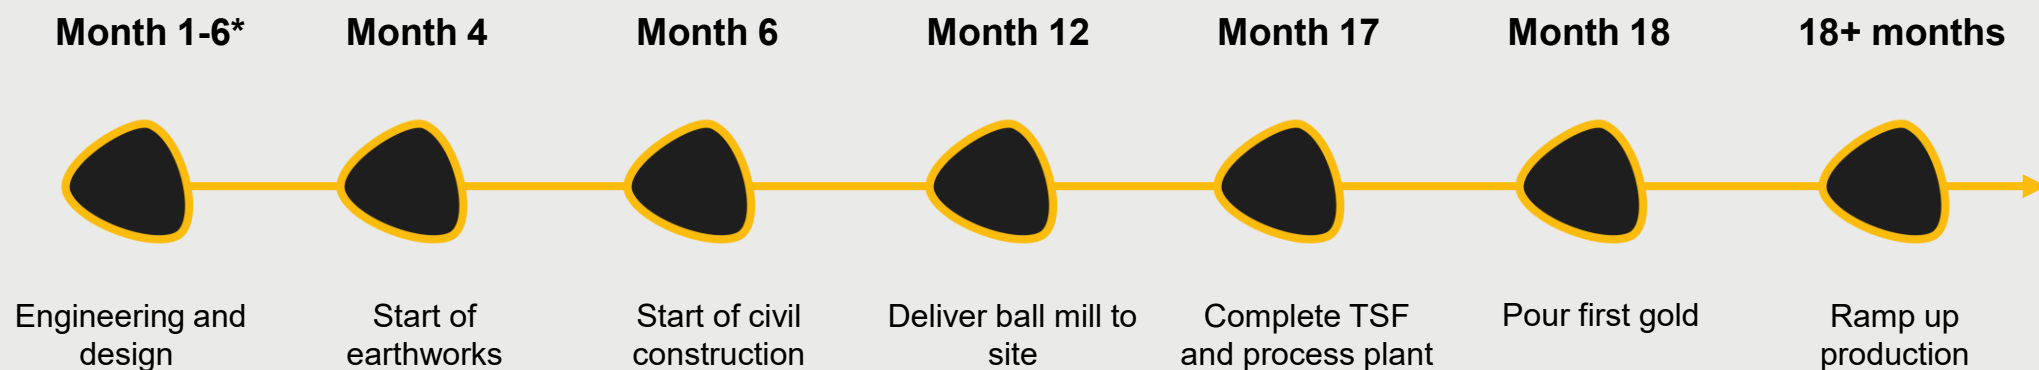 Month 1-6*
Month 4
Month 6
Month 12
Month 17
Month 18
18+ months
Engineering and
design
Start of
earthworks
Start of civil
construction
Deliver ball mill to
site
Complete TSF
and process plant
Pour first gold
Ramp up
production